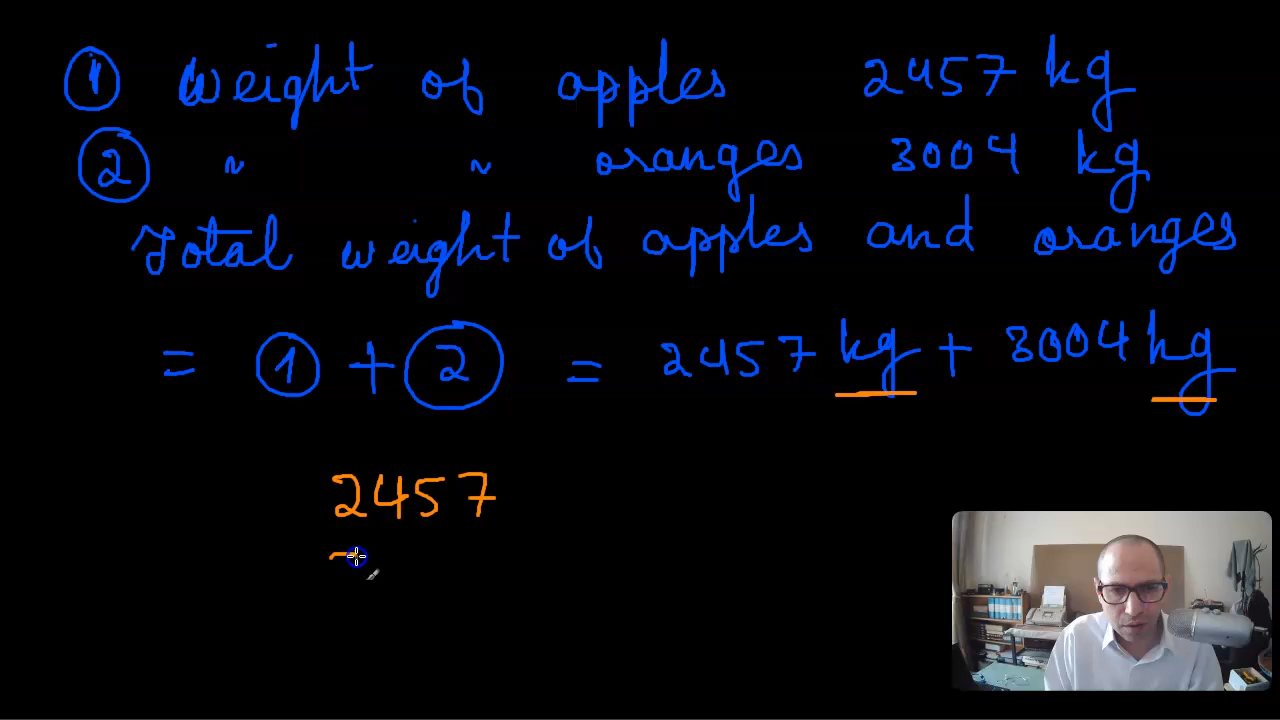 ① Weight of apples 2457 kg
② " " oranges 3004 kg
Total weight of apples and oranges
= ① + ② = 2457 kg + 3004 kg
2457